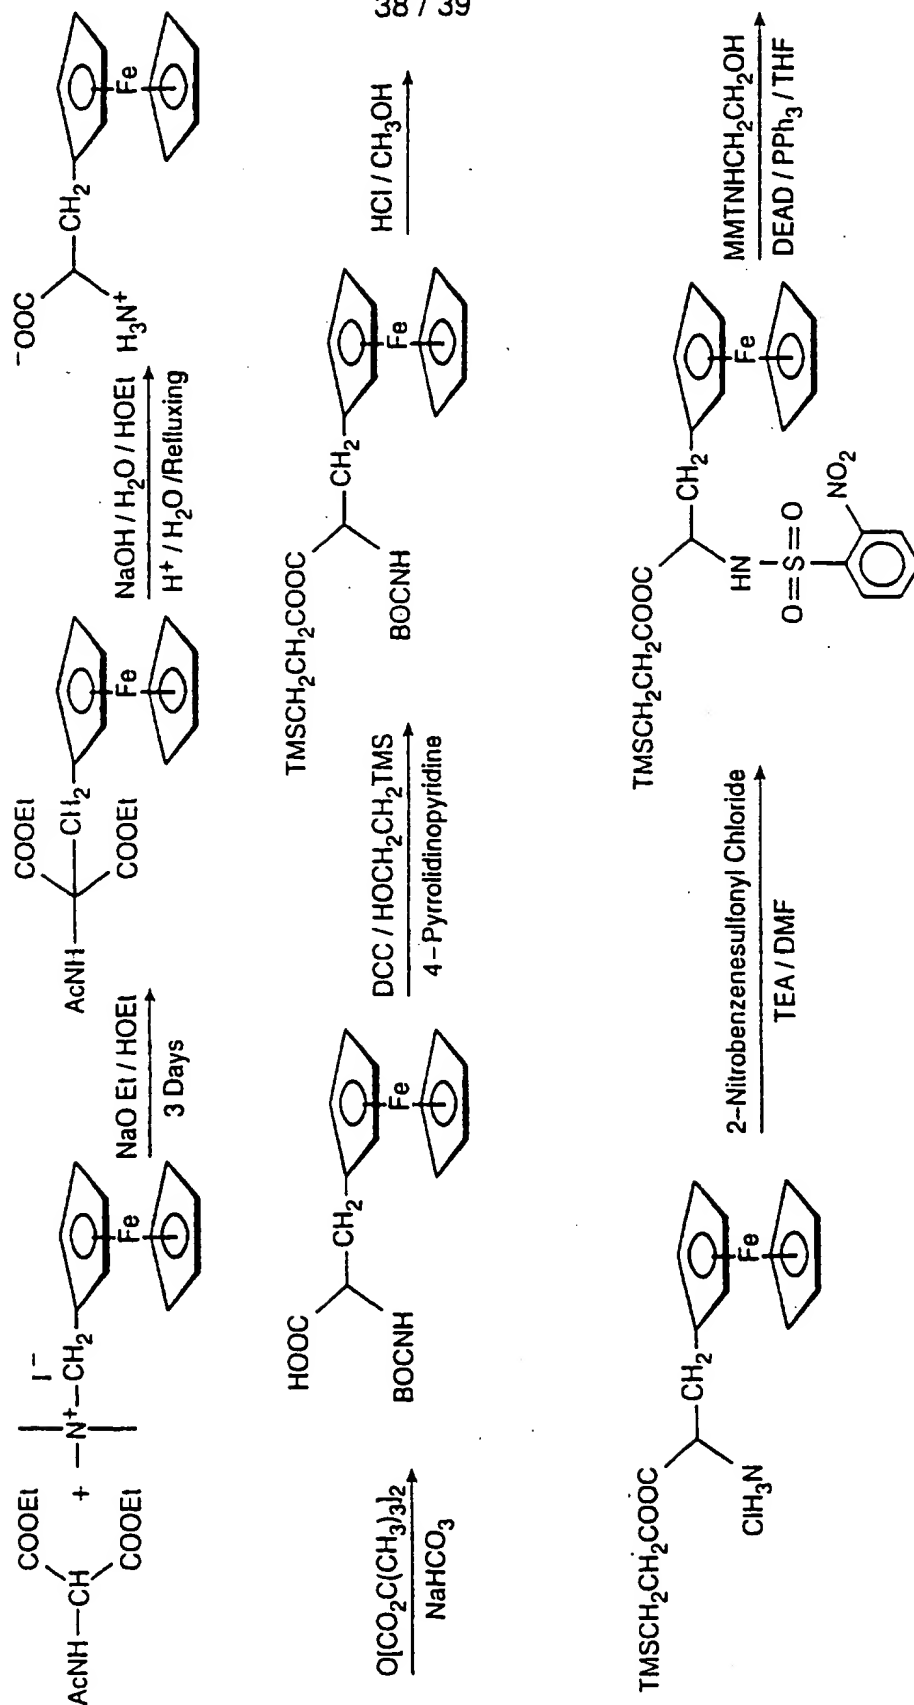 38 / 39
AcNH—CH
COOEt
COOEt
+
—N+—CH2
I−
Fe
NaO Et / HOEt
3 Days
AcNH
COOEt
CH2
COOEt
Fe
NaOH / H2O / HOEt
H+ / H2O /Refluxing
−OOC
CH2
H3N+
Fe
O[CO2C(CH3)3]2
NaHCO3
HOOC
CH2
BOCNH
Fe
DCC / HOCH2CH2TMS
4–Pyrrolidinopyridine
TMSCH2CH2COOC
CH2
BOCNH
Fe
HCl / CH3OH
TMSCH2CH2COOC
CH2
ClH3N
Fe
2–Nitrobenzenesulfonyl Chloride
TEA / DMF
TMSCH2CH2COOC
CH2
HN
O=S=O
NO2
Fe
MMTNHCH2CH2OH
DEAD / PPh3 / THF